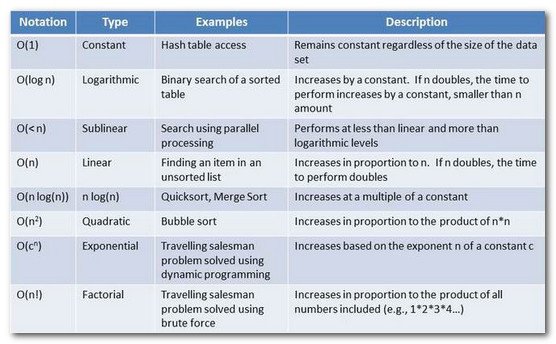 Notation Type Examples Description
O(1) Constant Hash table access Remains constant regardless of the size of the data
set
O(log n) Logarithmic Binary search of a sorted Increases by a constant. If n doubles, the time to
table perform increases by a constant, smaller than n
amount
O(< n) Sublinear Search using parallel Performs at less than linear and more than
processing logarithmic levels
O(n) Linear Finding an item in an Increases in proportion to n. If n doubles, the time
unsorted list to perform doubles
O(n log(n)) n log(n) Quicksort, Merge Sort Increases at a multiple of a constant
O(n²) Quadratic Bubble sort Increases in proportion to the product of n*n
O(cⁿ) Exponential Travelling salesman Increases based on the exponent n of a constant c
problem solved using
dynamic programming
O(n!) Factorial Travelling salesman Increases in proportion to the product of all
problem solved using numbers included (e.g., 1*2*3*4...)
brute force